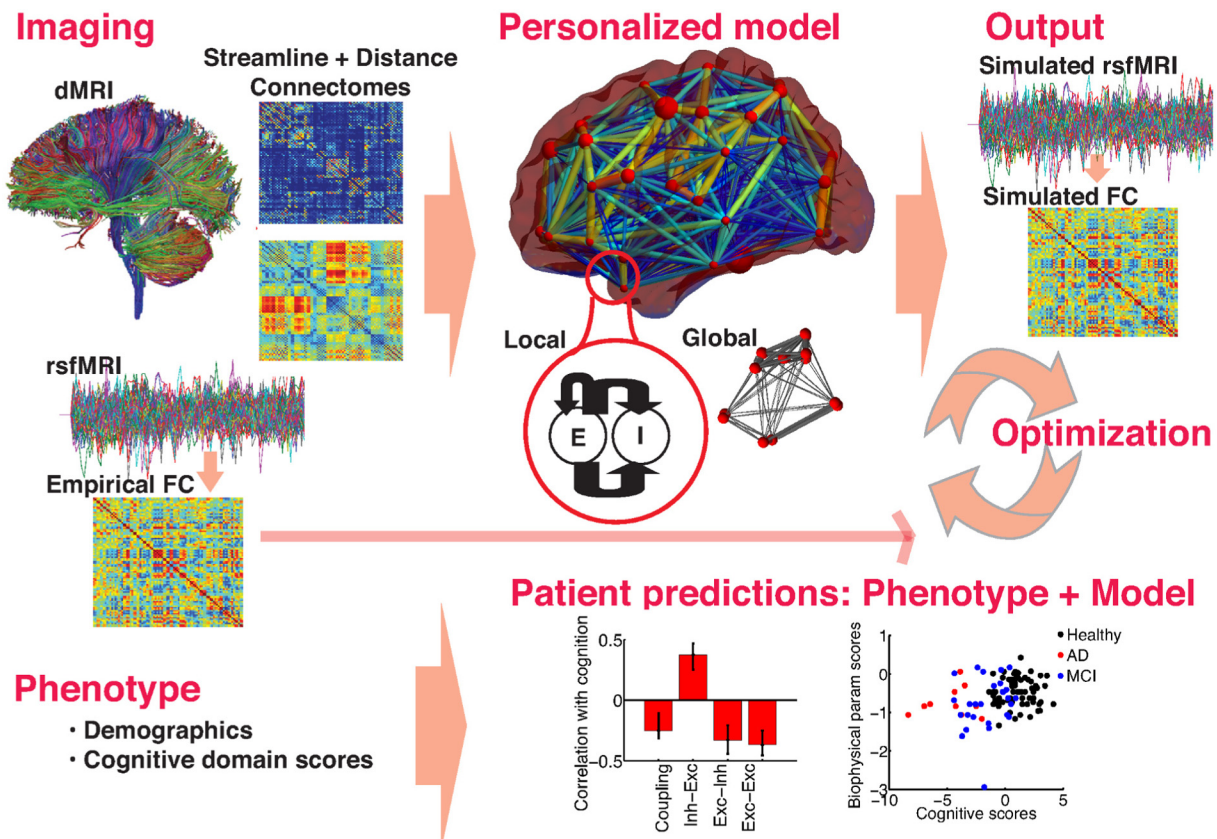 Imaging
Personalized model
Output
Streamline + Distance
Connectomes
dMRI
Simulated rsfMRI
Simulated FC
rsfMRI
Empirical FC
Local
Global
E
I
Optimization
Patient predictions: Phenotype + Model
Phenotype
· Demographics
· Cognitive domain scores
Correlation with cognition
0.5
0
−0.5
Coupling
Inh−Exc
Exc−Inh
Exc−Exc
Biophysical param scores
1
0
−1
−2
−3
−10
−5
0
5
Cognitive scores
Healthy
AD
MCI